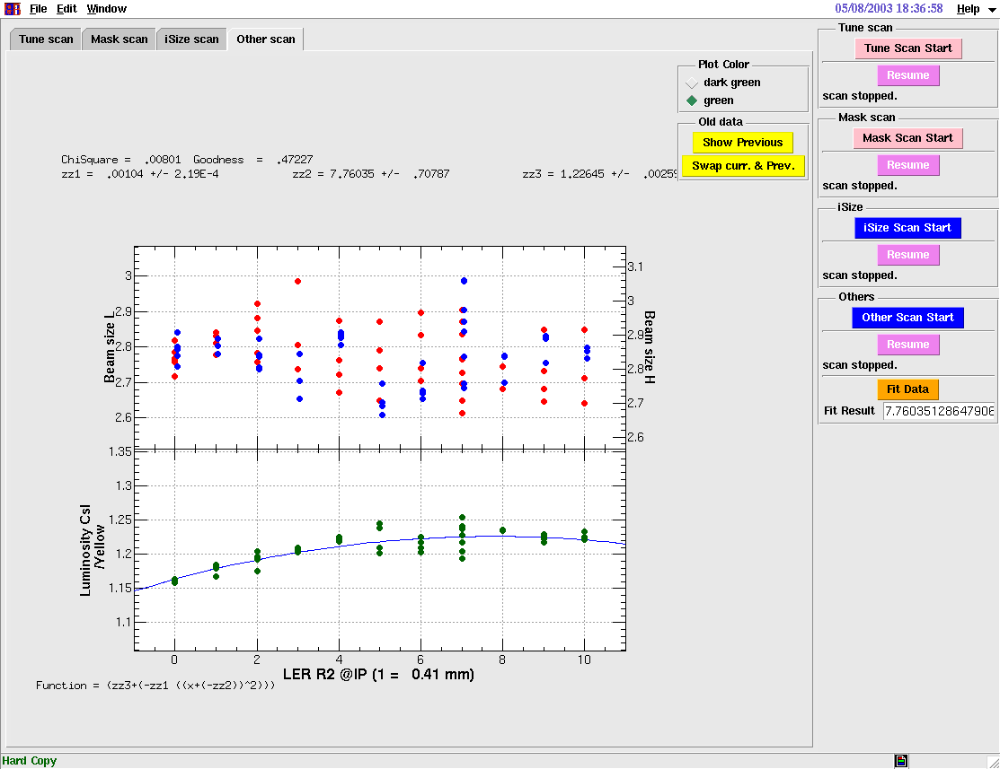 File Edit Window 05/08/2003 18:36:58 Help
Tune scan Mask scan iSize scan Other scan
Plot Color
dark green
green
Old data
Show Previous
Swap curr. & Prev.
ChiSquare = .00801 Goodness = .47227
zz1 = .00104 +/- 2.19E-4 zz2 = 7.76035 +/- .70787 zz3 = 1.22645 +/- .0025
Beam size L
3
2.9
2.8
2.7
2.6
Beam size H
3.1
3
2.9
2.8
2.7
2.6
Luminosity CsI
/Yellow
1.35
1.3
1.25
1.2
1.15
1.1
0 2 4 6 8 10
LER R2 @IP (1 = 0.41 mm)
Function = (zz3+(-zz1 ((x+(-zz2))^2)))
Tune scan
Tune Scan Start
Resume
scan stopped.
Mask scan
Mask Scan Start
Resume
scan stopped.
iSize
iSize Scan Start
Resume
scan stopped.
Others
Other Scan Start
Resume
scan stopped.
Fit Data
Fit Result 7.76035128647906
Hard Copy